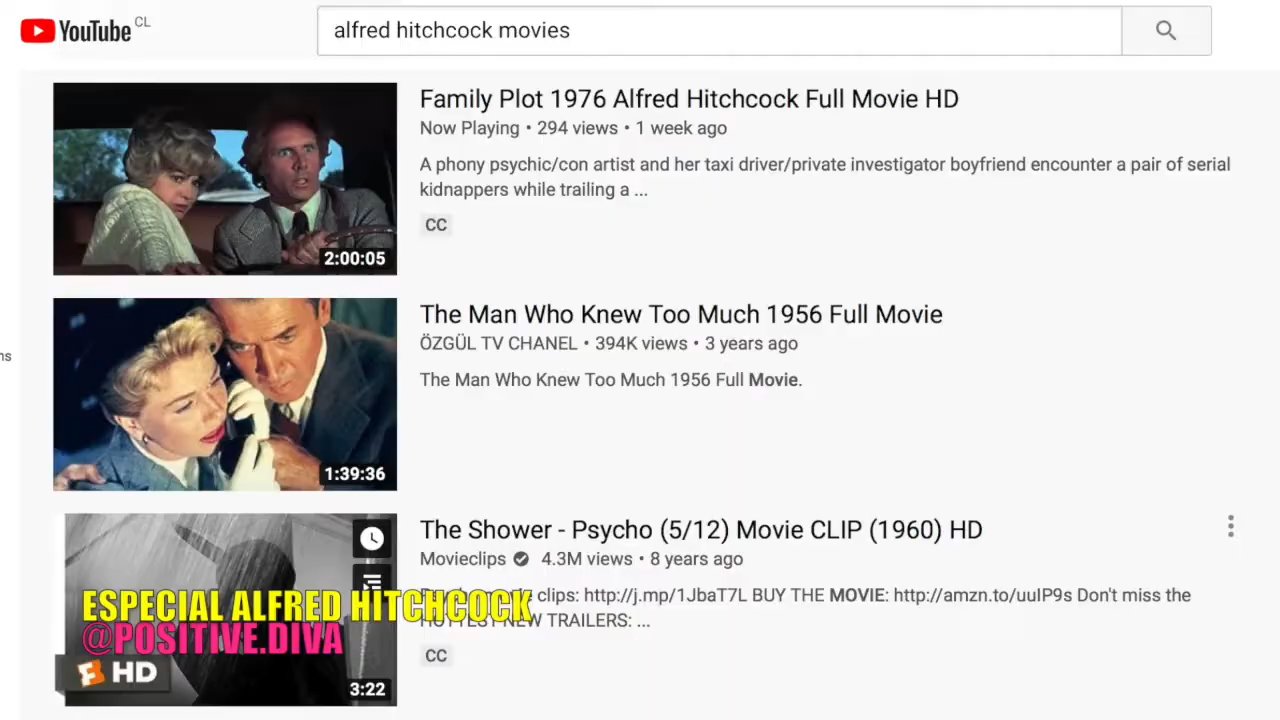 YouTube CL
alfred hitchcock movies
Family Plot 1976 Alfred Hitchcock Full Movie HD
Now Playing • 294 views • 1 week ago
A phony psychic/con artist and her taxi driver/private investigator boyfriend encounter a pair of serial
kidnappers while trailing a ...
CC
2:00:05
The Man Who Knew Too Much 1956 Full Movie
ÖZGÜL TV CHANEL • 394K views • 3 years ago
ns
The Man Who Knew Too Much 1956 Full Movie.
1:39:36
The Shower - Psycho (5/12) Movie CLIP (1960) HD
Movieclips 4.3M views • 8 years ago
clips: http://j.mp/1JbaT7L BUY THE MOVIE: http://amzn.to/uuIP9s Don't miss the
NEW TRAILERS: ...
CC
ESPECIAL ALFRED HITCHCOCK
@POSITIVE.DIVA
HD
3:22